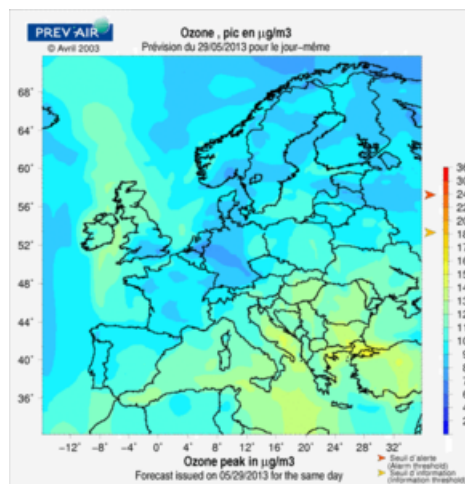 PREV'AIR
© Avril 2003
Ozone , pic en µg/m3
Prévision du 29/05/2013 pour le jour-même
68°
64°
60°
56°
52°
48°
44°
40°
36°
-12° -8° -4° 0° 4° 8° 12° 16° 20° 24° 28° 32°
Ozone peak in µg/m3
Forecast issued on 05/29/2013 for the same day
Seuil d'alerte
(Alarm threshold)
Seuil d'information
(Information threshold)